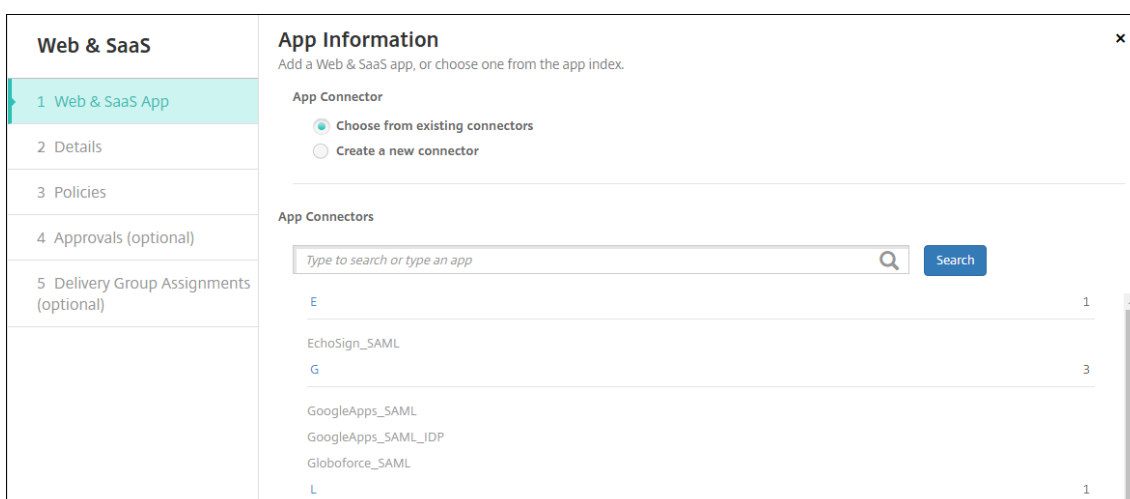 Web & SaaS
1 Web & SaaS App
2 Details
3 Policies
4 Approvals (optional)
5 Delivery Group Assignments
(optional)
App Information
Add a Web & SaaS app, or choose one from the app index.
App Connector
Choose from existing connectors
Create a new connector
App Connectors
Type to search or type an app
Search
E 1
EchoSign_SAML
G 3
GoogleApps_SAML
GoogleApps_SAML_IDP
Globoforce_SAML
L 1